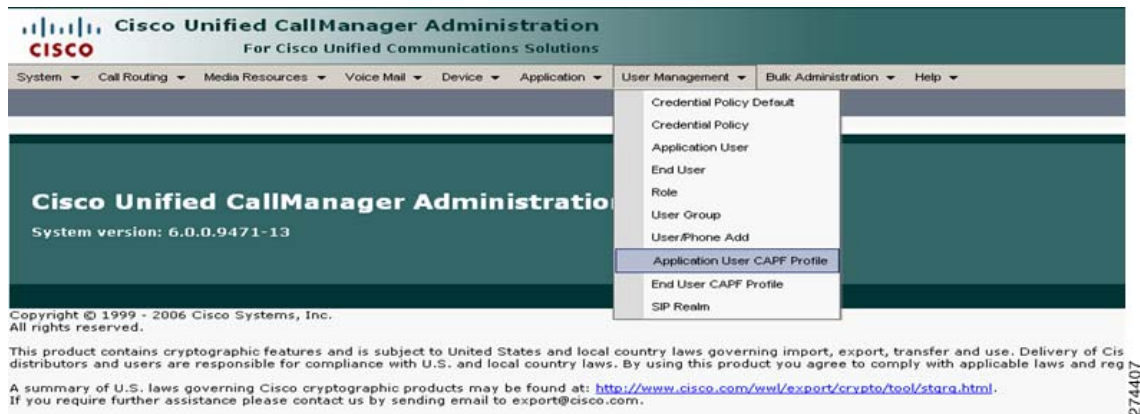 Cisco Unified CallManager Administration
CISCO
For Cisco Unified Communications Solutions
System Call Routing Media Resources Voice Mail Device Application User Management Bulk Administration Help
Credential Policy Default
Credential Policy
Application User
End User
Role
User Group
User/Phone Add
Application User CAPF Profile
End User CAPF Profile
SIP Realm
Cisco Unified CallManager Administratio
System version: 6.0.0.9471-13
Copyright © 1999 - 2006 Cisco Systems, Inc.
All rights reserved.
This product contains cryptographic features and is subject to United States and local country laws governing import, export, transfer and use. Delivery of Cis
distributors and users are responsible for compliance with U.S. and local country laws. By using this product you agree to comply with applicable laws and reg
A summary of U.S. laws governing Cisco cryptographic products may be found at: http://www.cisco.com/wwl/export/crypto/tool/stqrg.html.
If you require further assistance please contact us by sending email to export@cisco.com.
274407